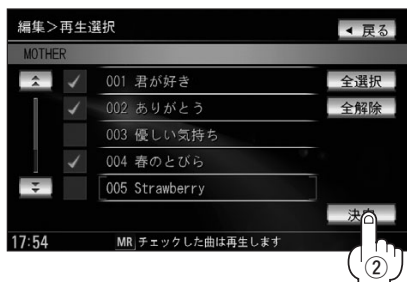 編集＞再生選択
◀ 戻る
MOTHER
001 君が好き
全選択
002 ありがとう
全解除
003 優しい気持ち
004 春のとびら
005 Strawberry
決定
17:54 MR チェックした曲は再生します
②